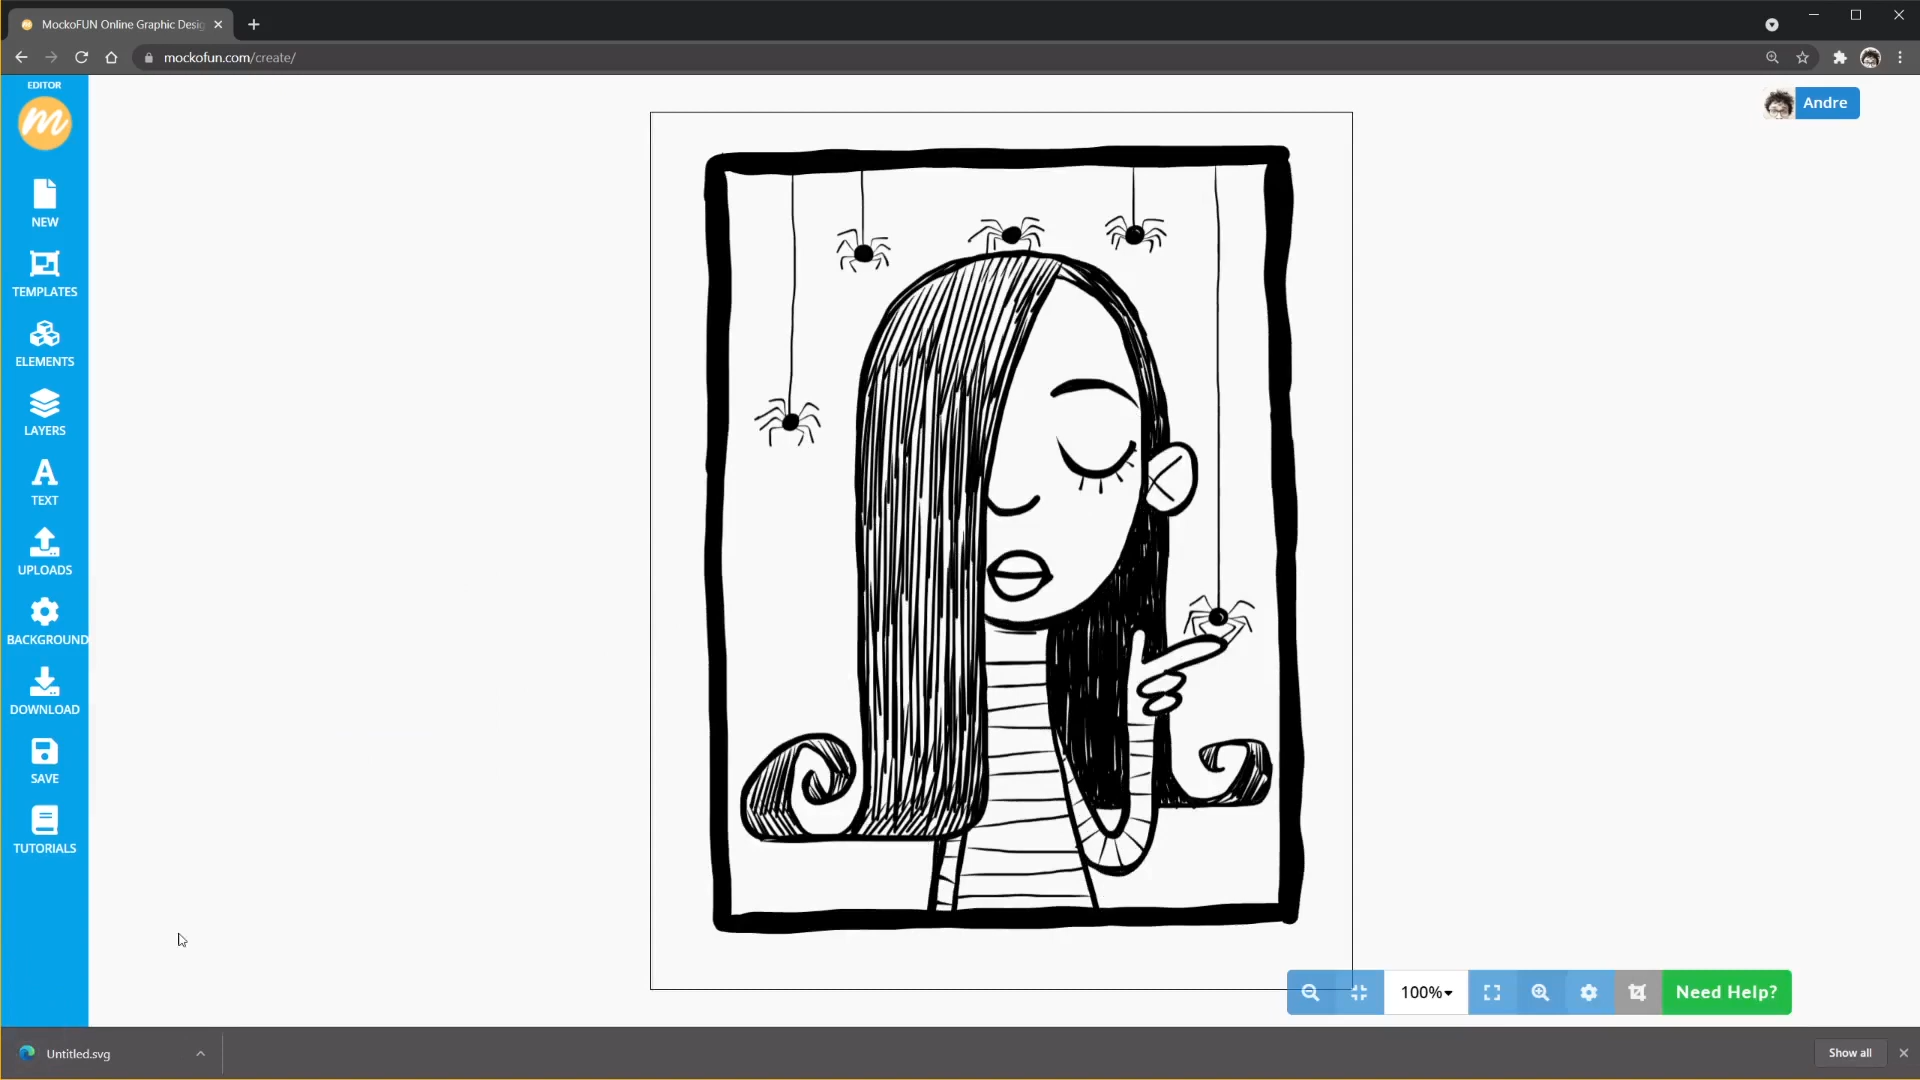 MockoFUN Online Graphic Desig
mockofun.com/create/
EDITOR
m
Andre
NEW
TEMPLATES
ELEMENTS
LAYERS
A
TEXT
UPLOADS
BACKGROUND
DOWNLOAD
SAVE
TUTORIALS
100%
Need Help?
Untitled.svg
Show all